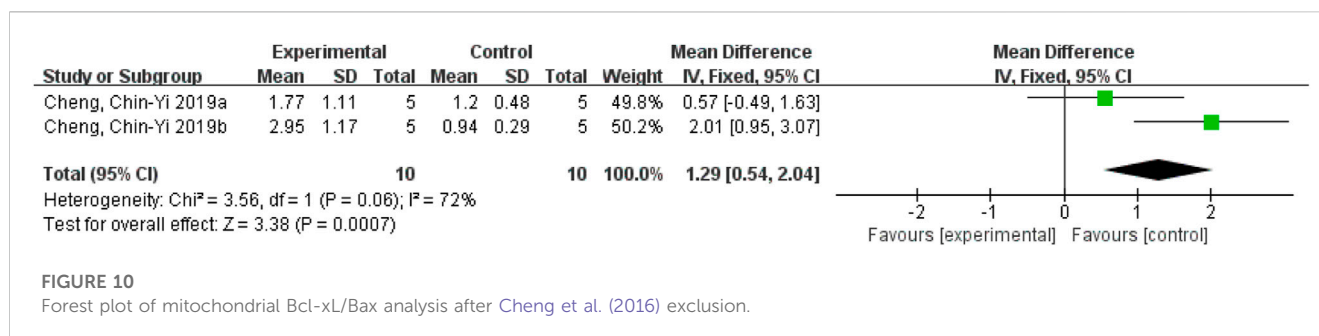 Experimental Control Mean Difference Mean Difference
Study or Subgroup Mean SD Total Mean SD Total Weight IV, Fixed, 95% CI IV, Fixed, 95% CI
Cheng, Chin-Yi 2019a 1.77 1.11 5 1.2 0.48 5 49.8% 0.57 [-0.49, 1.63]
Cheng, Chin-Yi 2019b 2.95 1.17 5 0.94 0.29 5 50.2% 2.01 [0.95, 3.07]
Total (95% CI) 10 10 100.0% 1.29 [0.54, 2.04]
Heterogeneity: Chi² = 3.56, df = 1 (P = 0.06); I² = 72%
Test for overall effect: Z = 3.38 (P = 0.0007)
-2 -1 0 1 2
Favours [experimental] Favours [control]
FIGURE 10
Forest plot of mitochondrial Bcl-xL/Bax analysis after Cheng et al. (2016) exclusion.